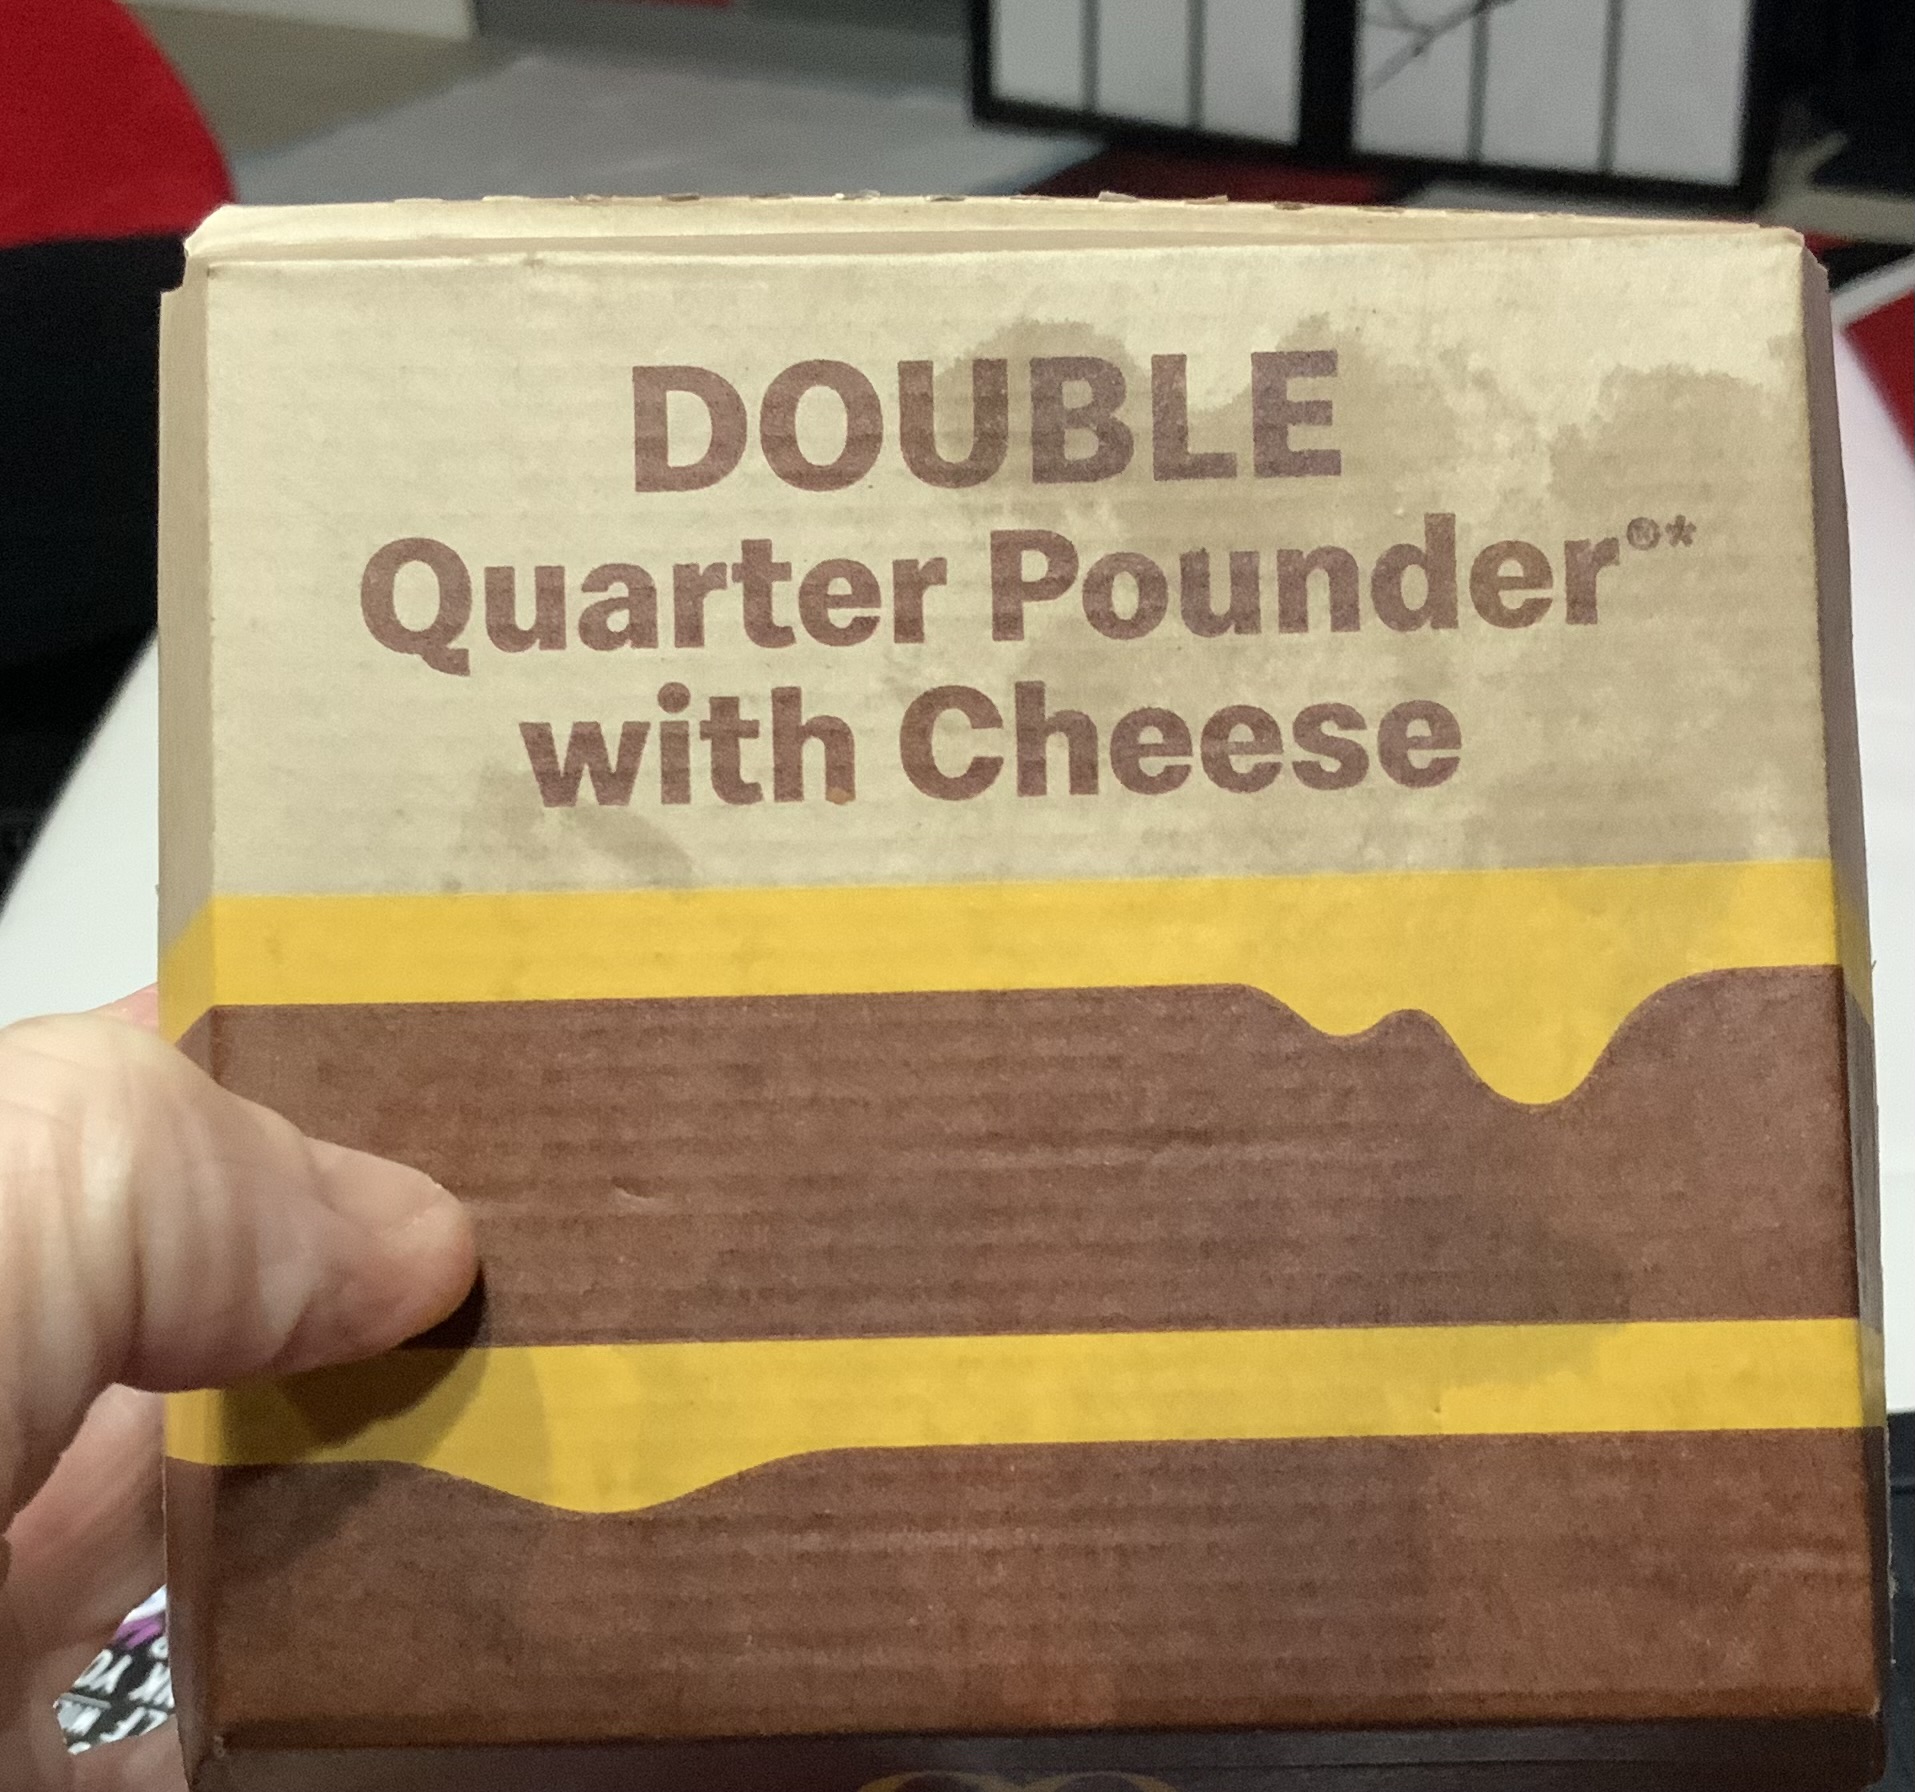 DOUBLE
Quarter Pounder®*
with Cheese